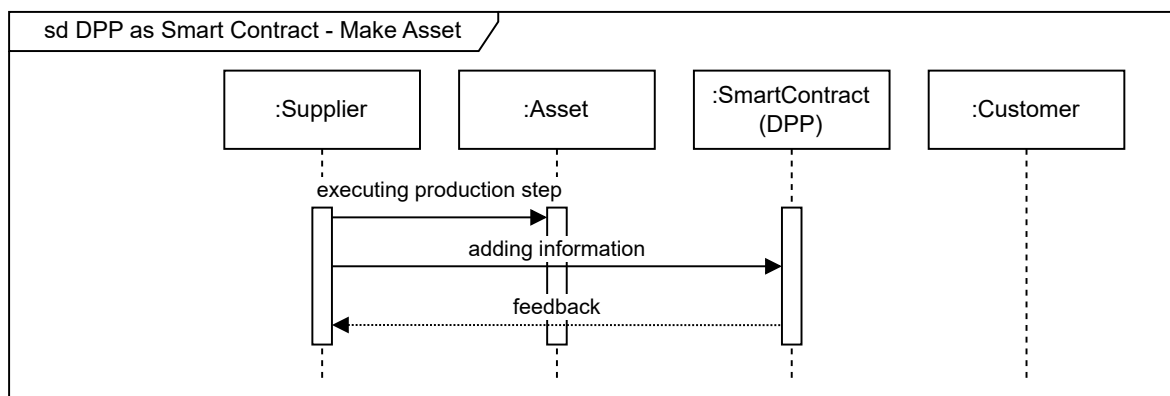 sd DPP as Smart Contract - Make Asset
:Supplier
:Asset
:SmartContract
(DPP)
:Customer
executing production step
adding information
feedback